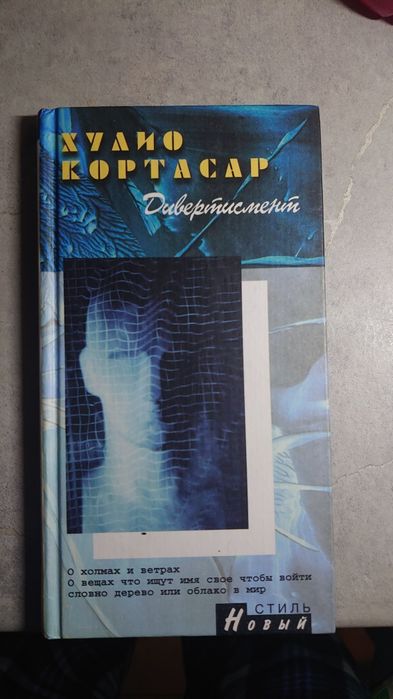 ХУЛИО
КОРТАСАР
Дивертисмент
О холмах и ветрах
О вещах что ищут имя свое чтобы войти
словно дерево или облако в мир
СТИЛЬ
Новый